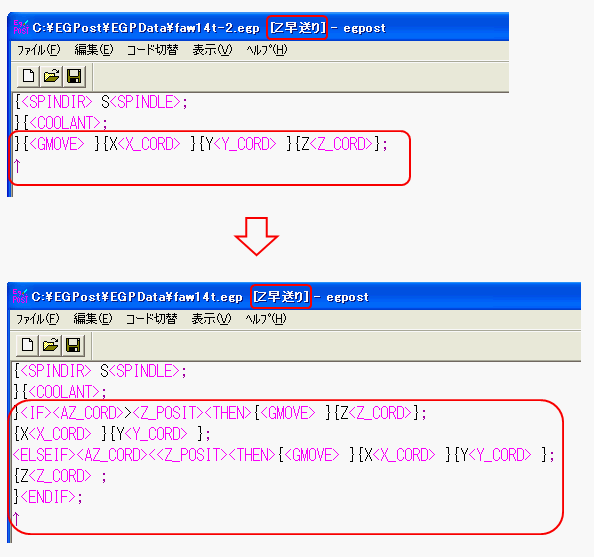 C:¥EGPost¥EGPData¥faw14t-2.egp [Z早送り] - egpost
ファイル(F) 編集(E) コード切替 表示(V) ヘルプ(H)
[<SPINDIR> S<SPINDLE>;
][<COOLANT>;
][<GMOVE> ][X<X_CORD> ][Y<Y_CORD> ][Z<Z_CORD>];
↑
C:¥EGPost¥EGPData¥faw14t.egp [Z早送り] - egpost
ファイル(F) 編集(E) コード切替 表示(V) ヘルプ(H)
[<SPINDIR> S<SPINDLE>;
][<COOLANT>;
]<IF><AZ_CORD>><Z_POSIT><THEN>[<GMOVE> ][Z<Z_CORD>];
[X<X_CORD> ][Y<Y_CORD> ];
<ELSEIF><AZ_CORD><<Z_POSIT><THEN>[<GMOVE> ][X<X_CORD> ][Y<Y_CORD> ];
[Z<Z_CORD> ;
]<ENDIF>;
↑